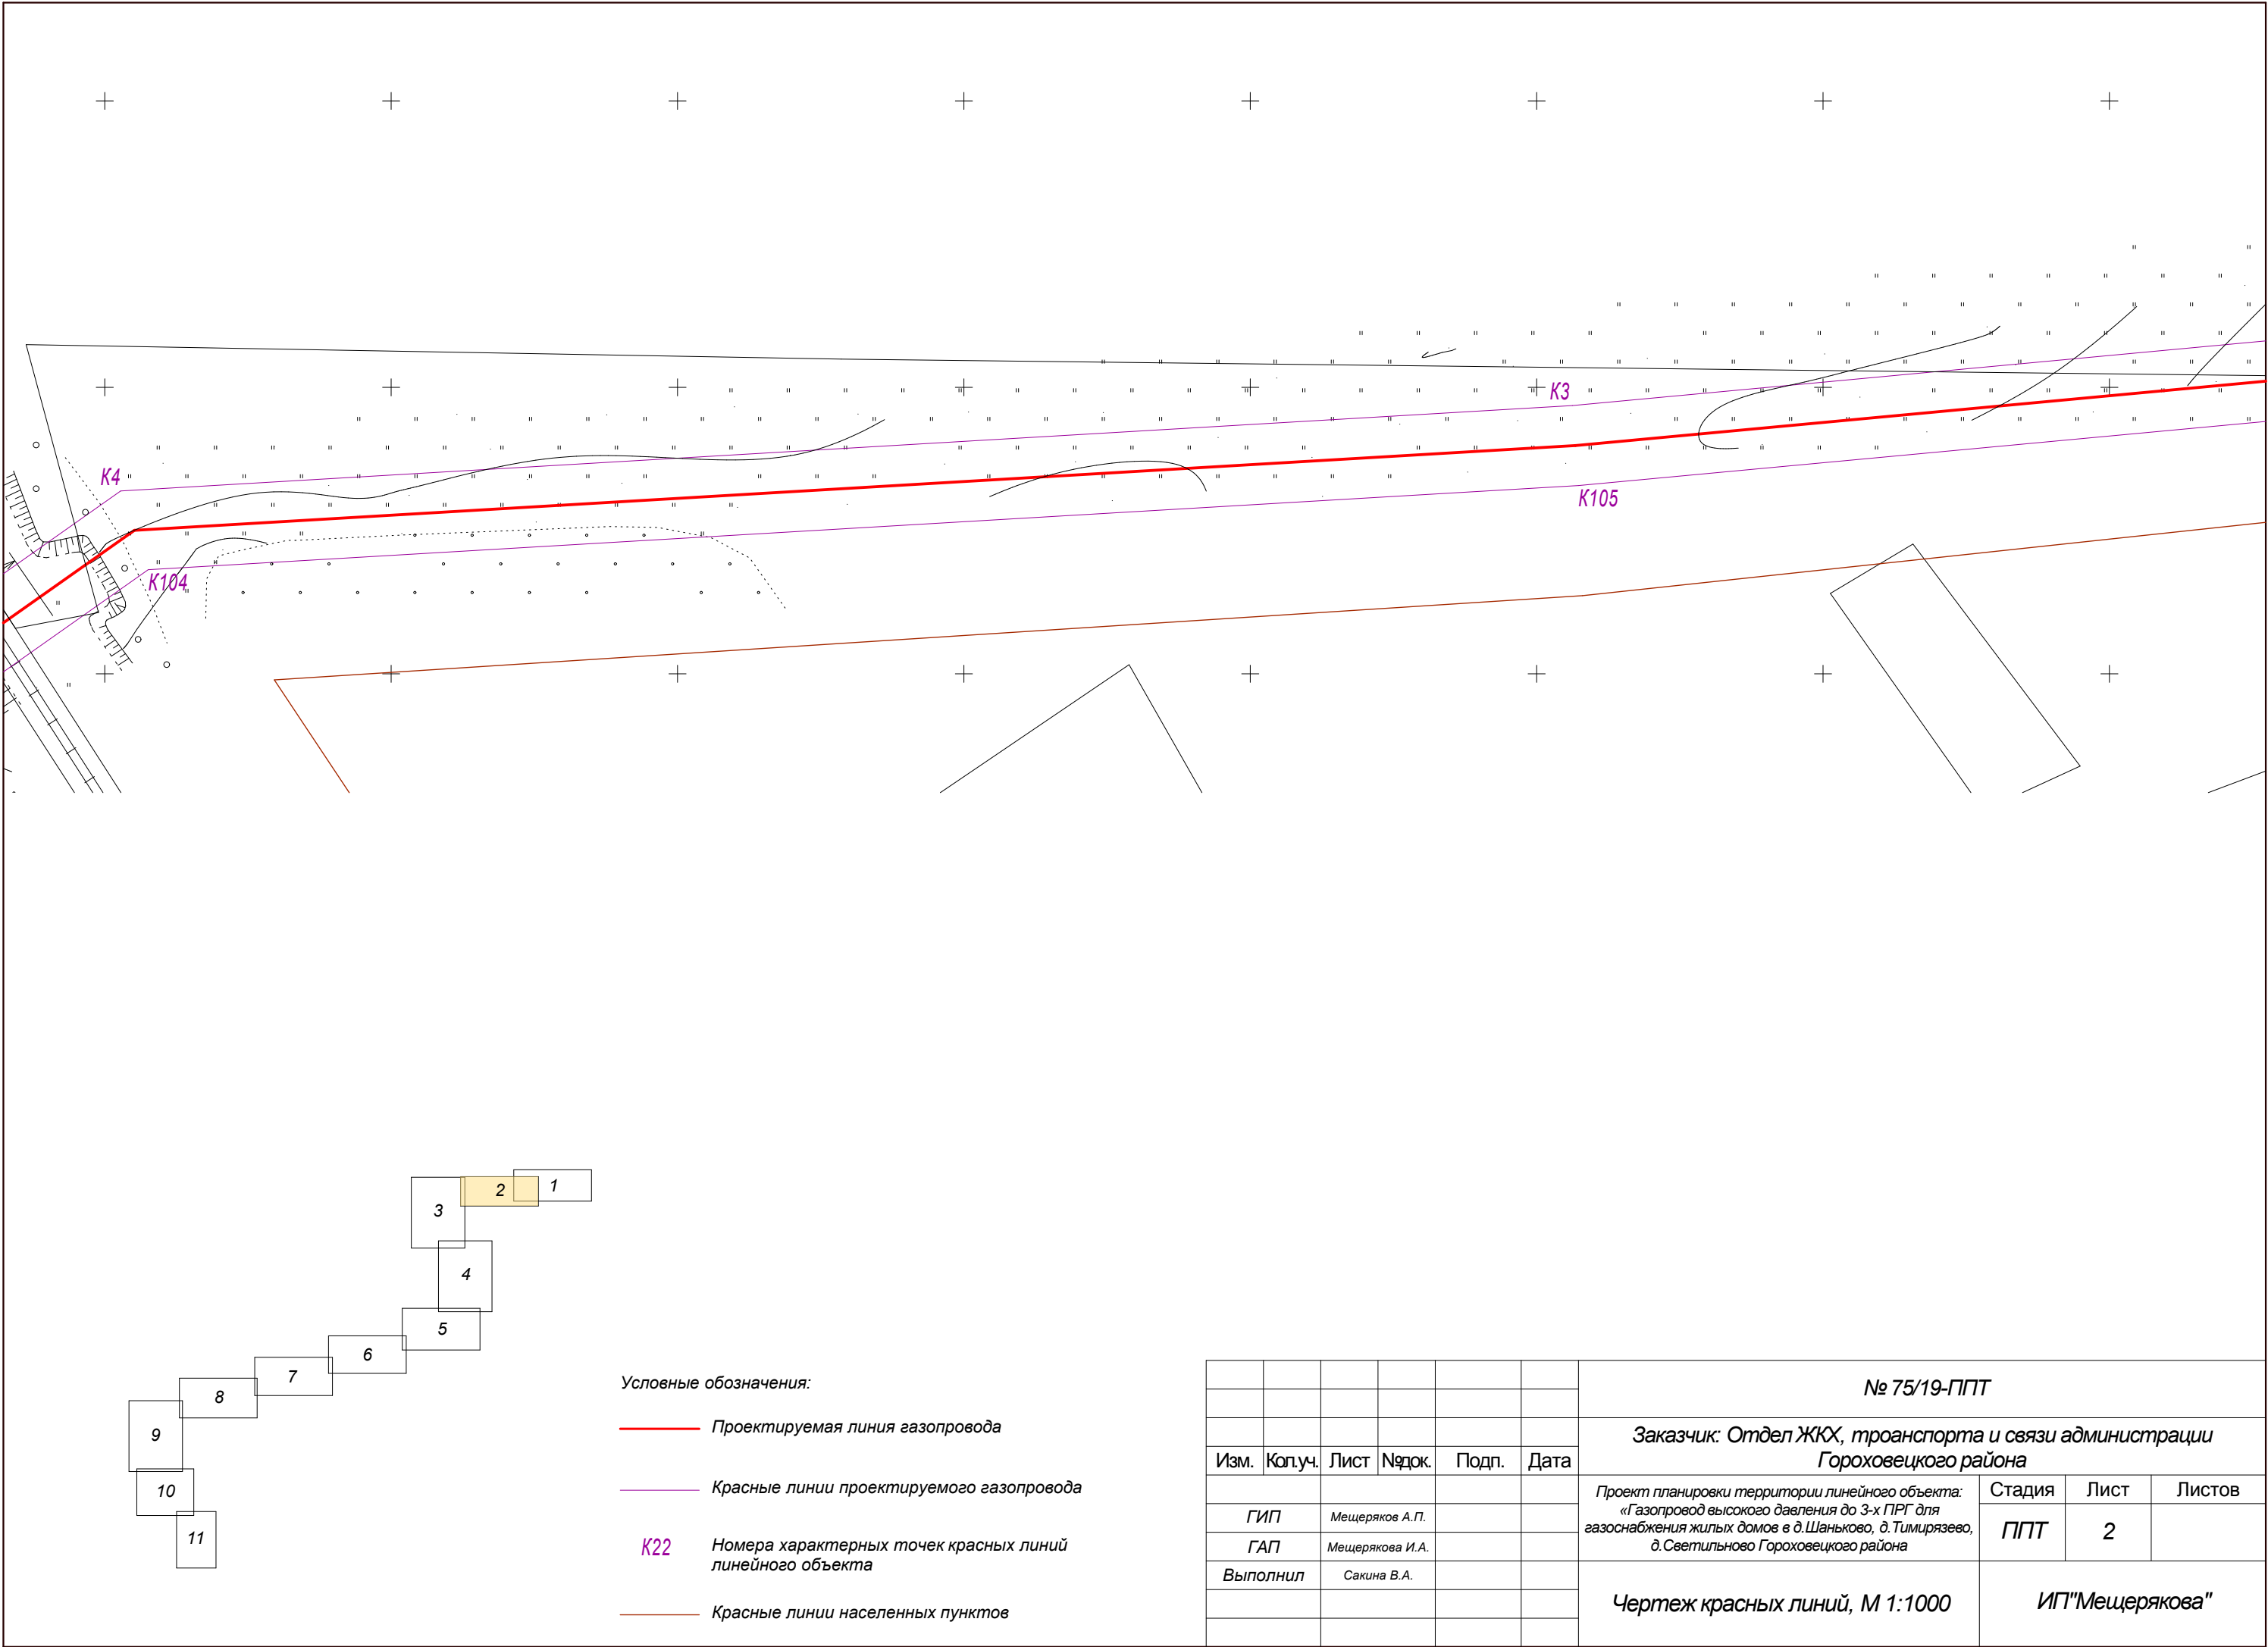 К3
К4
К105
К104
1
2
3
4
5
6
7
8
9
10
11
Условные обозначения:
Проектируемая линия газопровода
Красные линии проектируемого газопровода
К22
Номера характерных точек красных линий
линейного объекта
Красные линии населенных пунктов
№ 75/19-ППТ
Заказчик: Отдел ЖКХ, троанспорта и связи администрации
Гороховецкого района
Изм. Кол.уч. Лист №док. Подп. Дата
Проект планировки территории линейного объекта:
«Газопровод высокого давления до 3-х ПРГ для
газоснабжения жилых домов в д.Шаньково, д.Тимирязево,
д.Светильново Гороховецкого района
Стадия Лист Листов
ППТ 2
ГИП Мещеряков А.П.
ГАП Мещерякова И.А.
Выполнил Сакина В.А.
Чертеж красных линий, М 1:1000
ИП"Мещерякова"